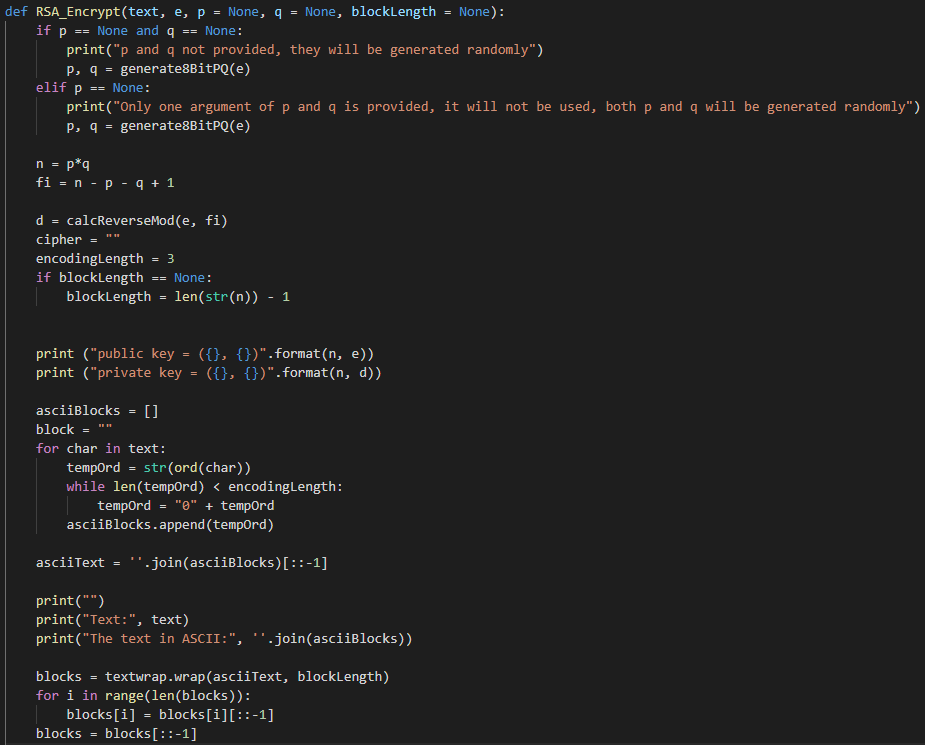 def RSA_Encrypt(text, e, p = None, q = None, blockLength = None):
    if p == None and q == None:
        print("p and q not provided, they will be generated randomly")
        p, q = generate8BitPQ(e)
    elif p == None:
        print("Only one argument of p and q is provided, it will not be used, both p and q will be generated randomly")
        p, q = generate8BitPQ(e)

    n = p*q
    fi = n - p - q + 1

    d = calcReverseMod(e, fi)
    cipher = ""
    encodingLength = 3
    if blockLength == None:
        blockLength = len(str(n)) - 1


    print ("public key = ({}, {})".format(n, e))
    print ("private key = ({}, {})".format(n, d))

    asciiBlocks = []
    block = ""
    for char in text:
        tempOrd = str(ord(char))
        while len(tempOrd) < encodingLength:
            tempOrd = "0" + tempOrd
        asciiBlocks.append(tempOrd)

    asciiText = ''.join(asciiBlocks)[::-1]

    print("")
    print("Text:", text)
    print("The text in ASCII:", ''.join(asciiBlocks))

    blocks = textwrap.wrap(asciiText, blockLength)
    for i in range(len(blocks)):
        blocks[i] = blocks[i][::-1]
    blocks = blocks[::-1]